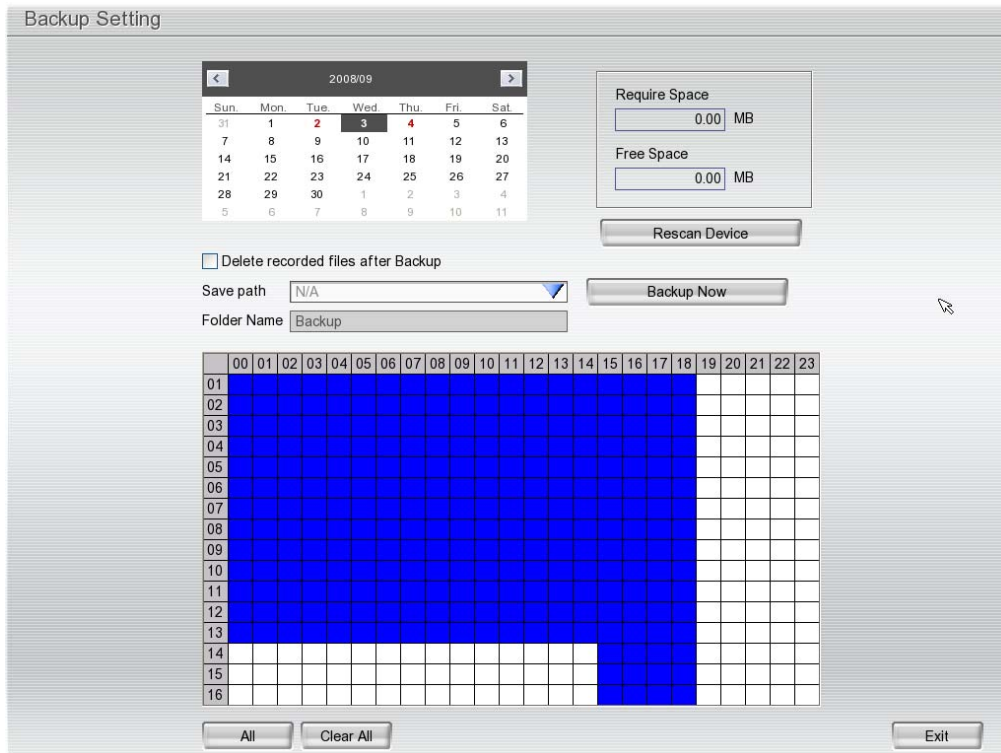 Backup Setting
2008/09
Sun. Mon. Tue. Wed. Thu. Fri. Sat.
31 1 2 3 4 5 6
7 8 9 10 11 12 13
14 15 16 17 18 19 20
21 22 23 24 25 26 27
28 29 30 1 2 3 4
5 6 7 8 9 10 11
Require Space
0.00 MB
Free Space
0.00 MB
Rescan Device
Delete recorded files after Backup
Save path N/A
Backup Now
Folder Name Backup
00 01 02 03 04 05 06 07 08 09 10 11 12 13 14 15 16 17 18 19 20 21 22 23
01
02
03
04
05
06
07
08
09
10
11
12
13
14
15
16
All Clear All Exit